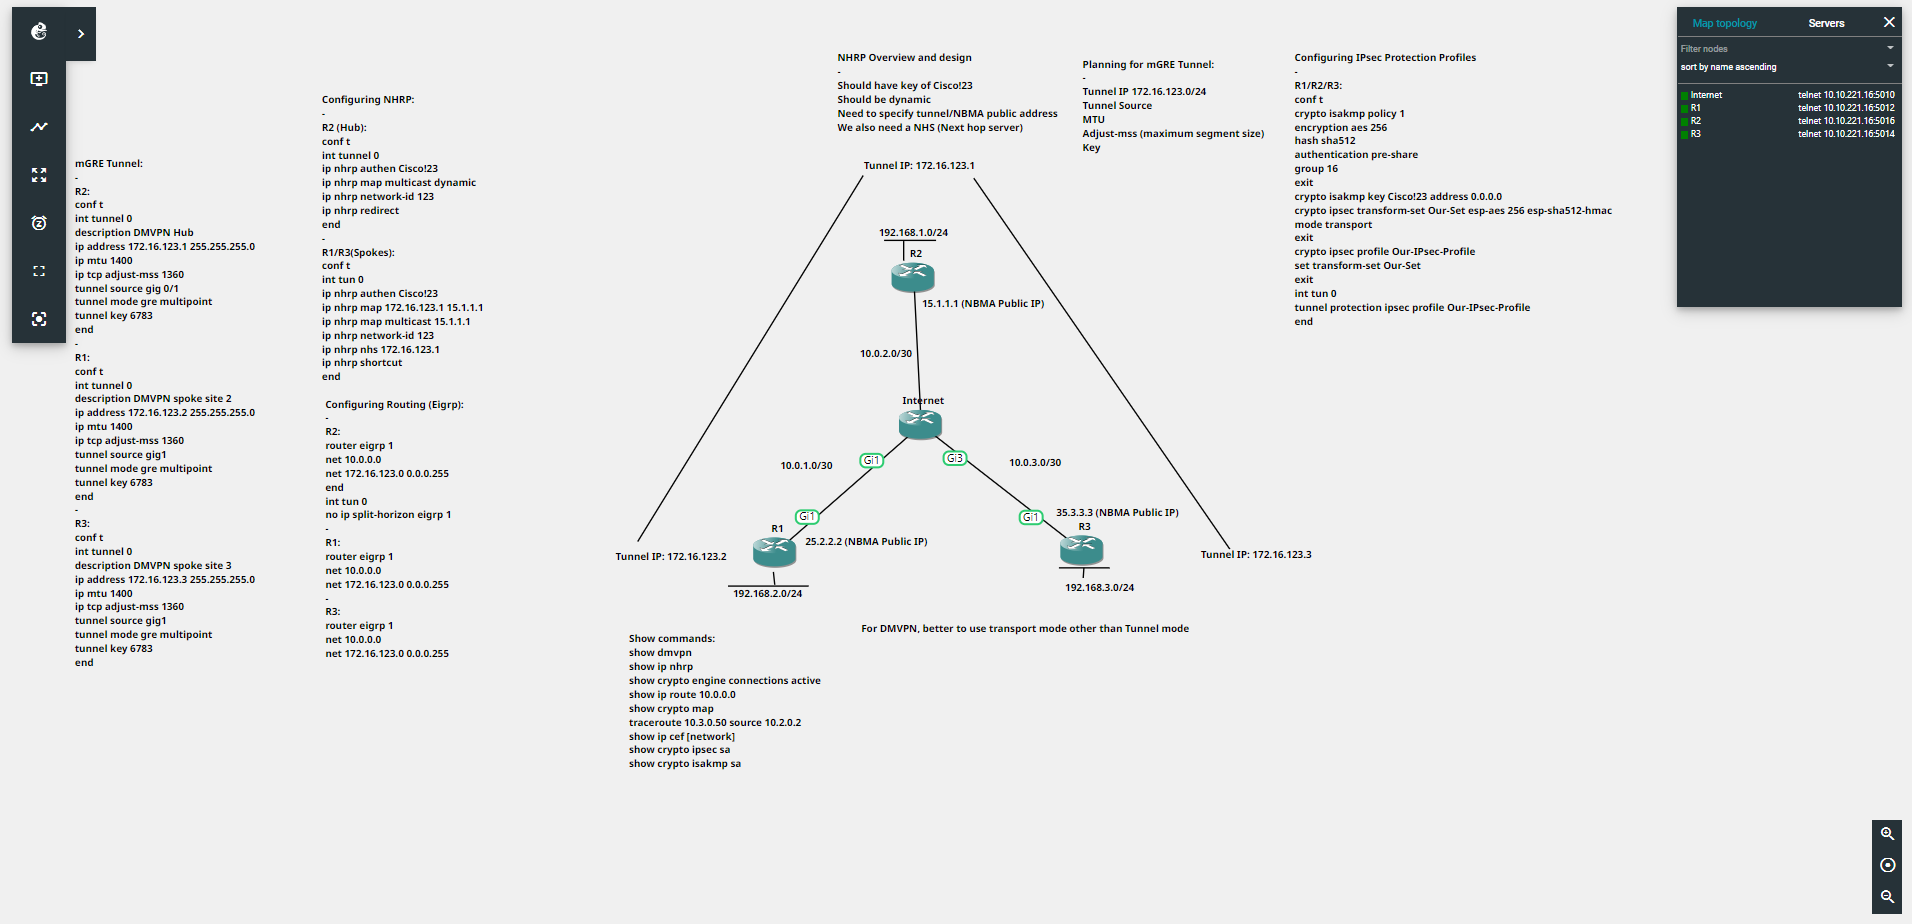 mGRE Tunnel:
-
R2:
conf t
int tunnel 0
description DMVPN Hub
ip address 172.16.123.1 255.255.255.0
ip mtu 1400
ip tcp adjust-mss 1360
tunnel source gig 0/1
tunnel mode gre multipoint
tunnel key 6783
end
-
R1:
conf t
int tunnel 0
description DMVPN spoke site 2
ip address 172.16.123.2 255.255.255.0
ip mtu 1400
ip tcp adjust-mss 1360
tunnel source gig1
tunnel mode gre multipoint
tunnel key 6783
end
-
R3:
conf t
int tunnel 0
description DMVPN spoke site 3
ip address 172.16.123.3 255.255.255.0
ip mtu 1400
ip tcp adjust-mss 1360
tunnel source gig1
tunnel mode gre multipoint
tunnel key 6783
end
Configuring NHRP:
-
R2 (Hub):
conf t
int tunnel 0
ip nhrp authen Cisco!23
ip nhrp map multicast dynamic
ip nhrp network-id 123
ip nhrp redirect
end
-
R1/R3(Spokes):
conf t
int tun 0
ip nhrp authen Cisco!23
ip nhrp map 172.16.123.1 15.1.1.1
ip nhrp map multicast 15.1.1.1
ip nhrp network-id 123
ip nhrp nhs 172.16.123.1
ip nhrp shortcut
end
Configuring Routing (Eigrp):
-
R2:
router eigrp 1
net 10.0.0.0
net 172.16.123.0 0.0.0.255
end
int tun 0
no ip split-horizon eigrp 1
-
R1:
router eigrp 1
net 10.0.0.0
net 172.16.123.0 0.0.0.255
-
R3:
router eigrp 1
net 10.0.0.0
net 172.16.123.0 0.0.0.255
NHRP Overview and design
-
Should have key of Cisco!23
Should be dynamic
Need to specify tunnel/NBMA public address
We also need a NHS (Next hop server)
Planning for mGRE Tunnel:
-
Tunnel IP 172.16.123.0/24
Tunnel Source
MTU
Adjust-mss (maximum segment size)
Key
Configuring IPsec Protection Profiles
-
R1/R2/R3:
conf t
crypto isakmp policy 1
encryption aes 256
hash sha512
authentication pre-share
group 16
exit
crypto isakmp key Cisco!23 address 0.0.0.0
crypto ipsec transform-set Our-Set esp-aes 256 esp-sha512-hmac
mode transport
exit
crypto ipsec profile Our-IPsec-Profile
set transform-set Our-Set
exit
int tun 0
tunnel protection ipsec profile Our-IPsec-Profile
end
Tunnel IP: 172.16.123.1
192.168.1.0/24
R2
15.1.1.1 (NBMA Public IP)
10.0.2.0/30
Internet
10.0.1.0/30
Gi1
Gi3
10.0.3.0/30
Gi1
Gi1
R1
25.2.2.2 (NBMA Public IP)
35.3.3.3 (NBMA Public IP)
R3
Tunnel IP: 172.16.123.2
Tunnel IP: 172.16.123.3
192.168.2.0/24
192.168.3.0/24
For DMVPN, better to use transport mode other than Tunnel mode
Show commands:
show dmvpn
show ip nhrp
show crypto engine connections active
show ip route 10.0.0.0
show crypto map
traceroute 10.3.0.50 source 10.2.0.2
show ip cef [network]
show crypto ipsec sa
show crypto isakmp sa
Map topology
Servers
Filter nodes
sort by name ascending
Internet telnet 10.10.221.16:5010
R1 telnet 10.10.221.16:5012
R2 telnet 10.10.221.16:5016
R3 telnet 10.10.221.16:5014